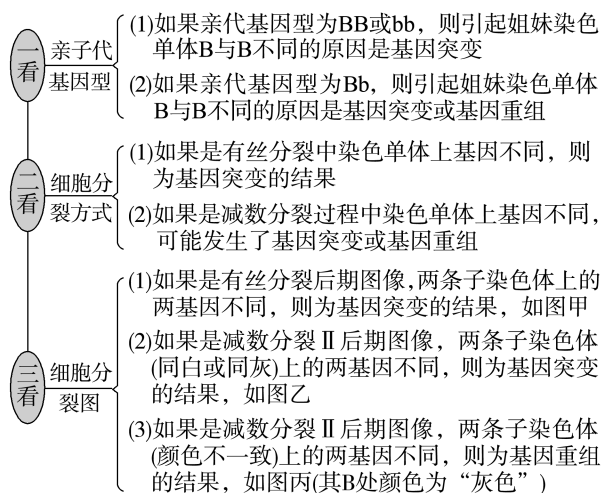 一看
亲子代
基因型
(1)如果亲代基因型为BB或bb，则引起姐妹染色
单体B与B不同的原因是基因突变
(2)如果亲代基因型为Bb，则引起姐妹染色单体
B与B不同的原因是基因突变或基因重组
二看
细胞分
裂方式
(1)如果是有丝分裂中染色单体上基因不同，则
为基因突变的结果
(2)如果是减数分裂过程中染色单体上基因不同，
可能发生了基因突变或基因重组
三看
细胞分
裂图
(1)如果是有丝分裂后期图像,两条子染色体上的
两基因不同，则为基因突变的结果，如图甲
(2)如果是减数分裂Ⅱ后期图像，两条子染色体
(同白或同灰)上的两基因不同，则为基因突变
的结果，如图乙
(3)如果是减数分裂Ⅱ后期图像，两条子染色体
(颜色不一致)上的两基因不同，则为基因重组
的结果，如图丙(其B处颜色为“灰色”)